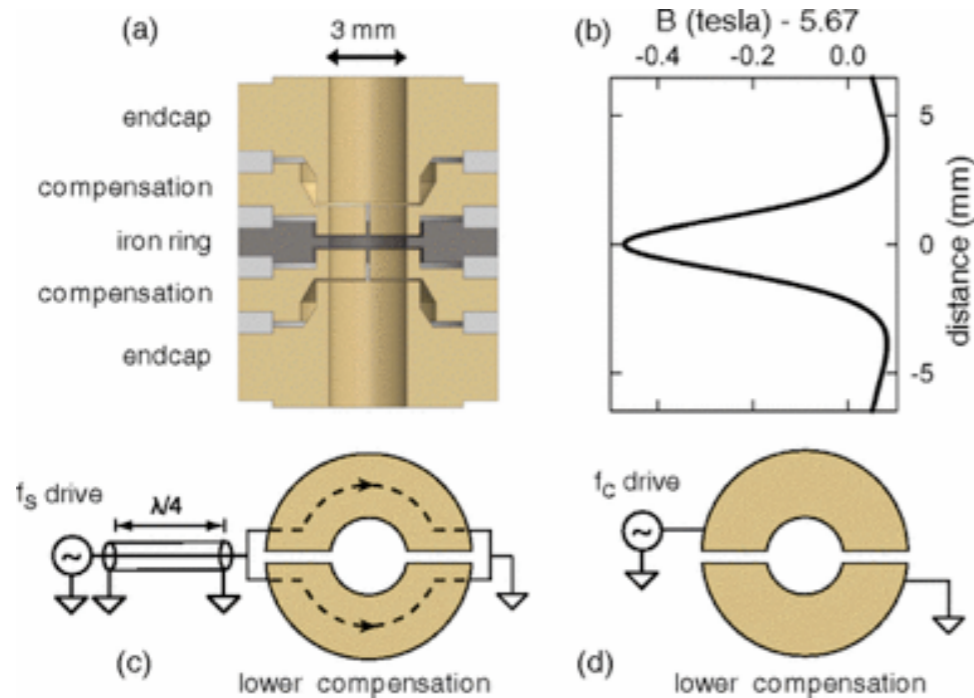 (a)
3 mm
endcap
compensation
iron ring
compensation
endcap
(b)
B (tesla) - 5.67
-0.4
-0.2
0.0
5
0
-5
distance (mm)
fₛ drive
λ/4
~
(c)
lower compensation
f꜀ drive
~
(d)
lower compensation